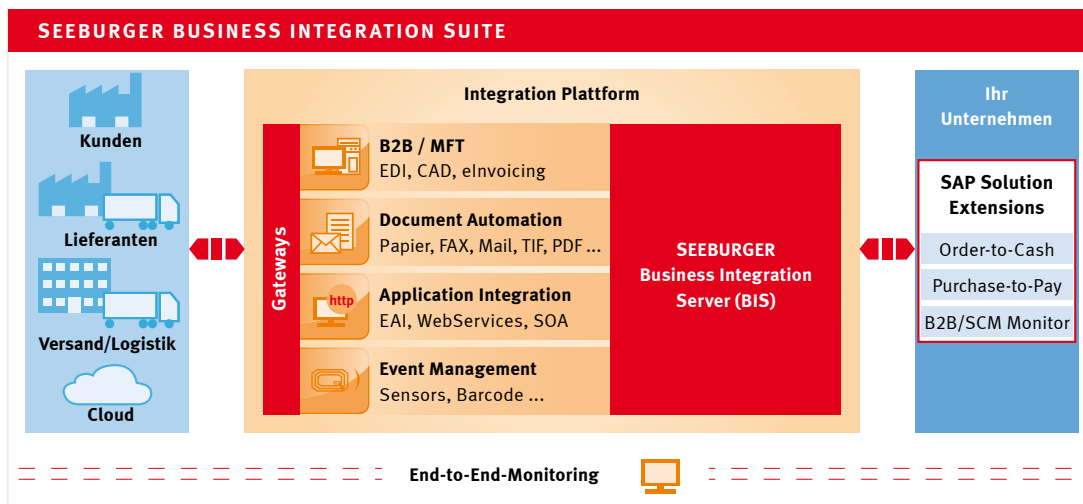 SEEBURGER BUSINESS INTEGRATION SUITE
Kunden
Lieferanten
Versand/Logistik
Cloud
Integration Plattform
Gateways
B2B / MFT
EDI, CAD, eInvoicing
Document Automation
Papier, FAX, Mail, TIF, PDF ...
http
Application Integration
EAI, WebServices, SOA
Event Management
Sensors, Barcode ...
SEEBURGER
Business Integration
Server (BIS)
Ihr
Unternehmen
SAP Solution
Extensions
Order-to-Cash
Purchase-to-Pay
B2B/SCM Monitor
End-to-End-Monitoring